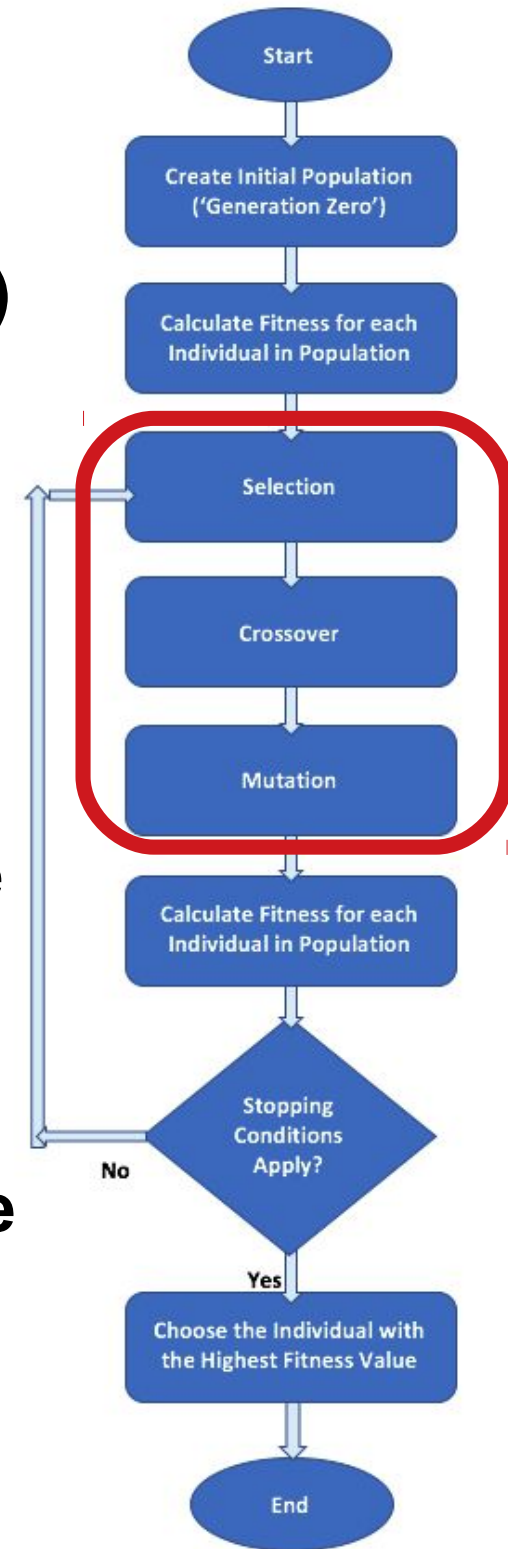 Start
Create Initial Population
(‘Generation Zero’)
)
Calculate Fitness for each
Individual in Population
Selection
Crossover
Mutation
e
Calculate Fitness for each
Individual in Population
Stopping
Conditions
Apply?
No
e
Yes
Choose the Individual with
the Highest Fitness Value
End